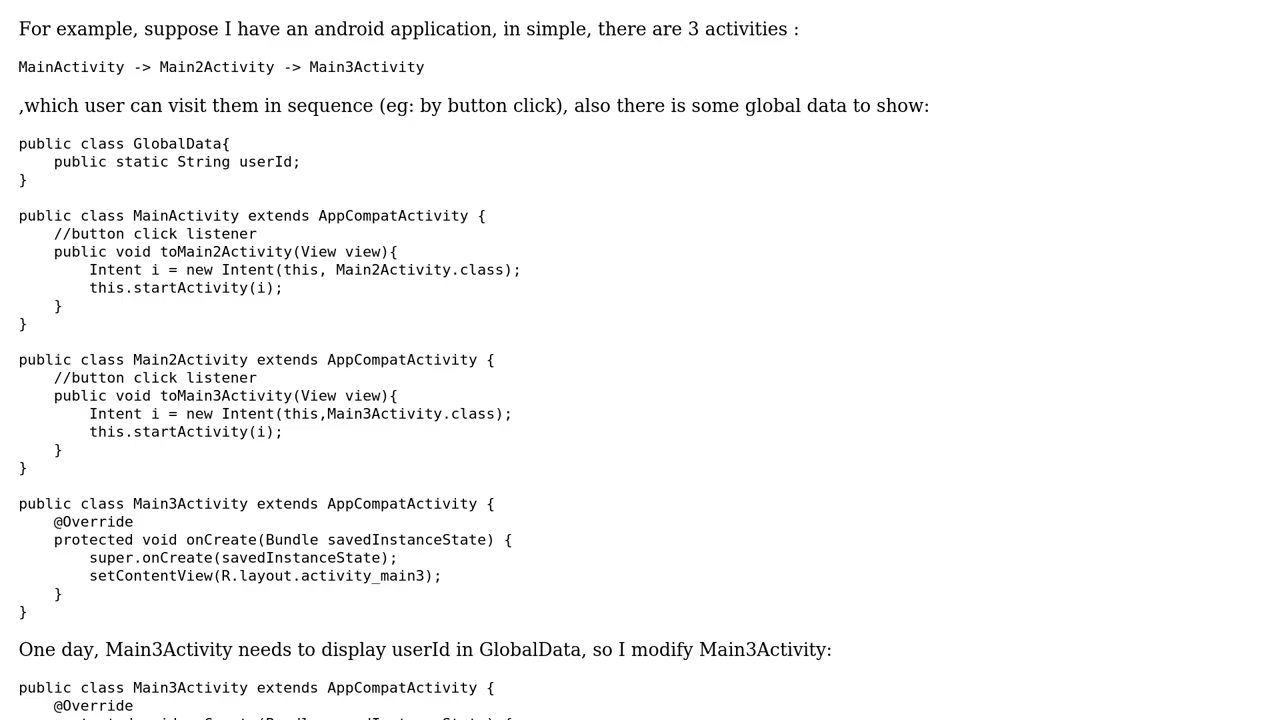 For example, suppose I have an android application, in simple, there are 3 activities :
MainActivity -> Main2Activity -> Main3Activity
,which user can visit them in sequence (eg: by button click), also there is some global data to show:
public class GlobalData{
    public static String userId;
}
public class MainActivity extends AppCompatActivity {
    //button click listener
    public void toMain2Activity(View view){
        Intent i = new Intent(this, Main2Activity.class);
        this.startActivity(i);
    }
}
public class Main2Activity extends AppCompatActivity {
    //button click listener
    public void toMain3Activity(View view){
        Intent i = new Intent(this,Main3Activity.class);
        this.startActivity(i);
    }
}
public class Main3Activity extends AppCompatActivity {
    @Override
    protected void onCreate(Bundle savedInstanceState) {
        super.onCreate(savedInstanceState);
        setContentView(R.layout.activity_main3);
    }
}
One day, Main3Activity needs to display userId in GlobalData, so I modify Main3Activity:
public class Main3Activity extends AppCompatActivity {
    @Override